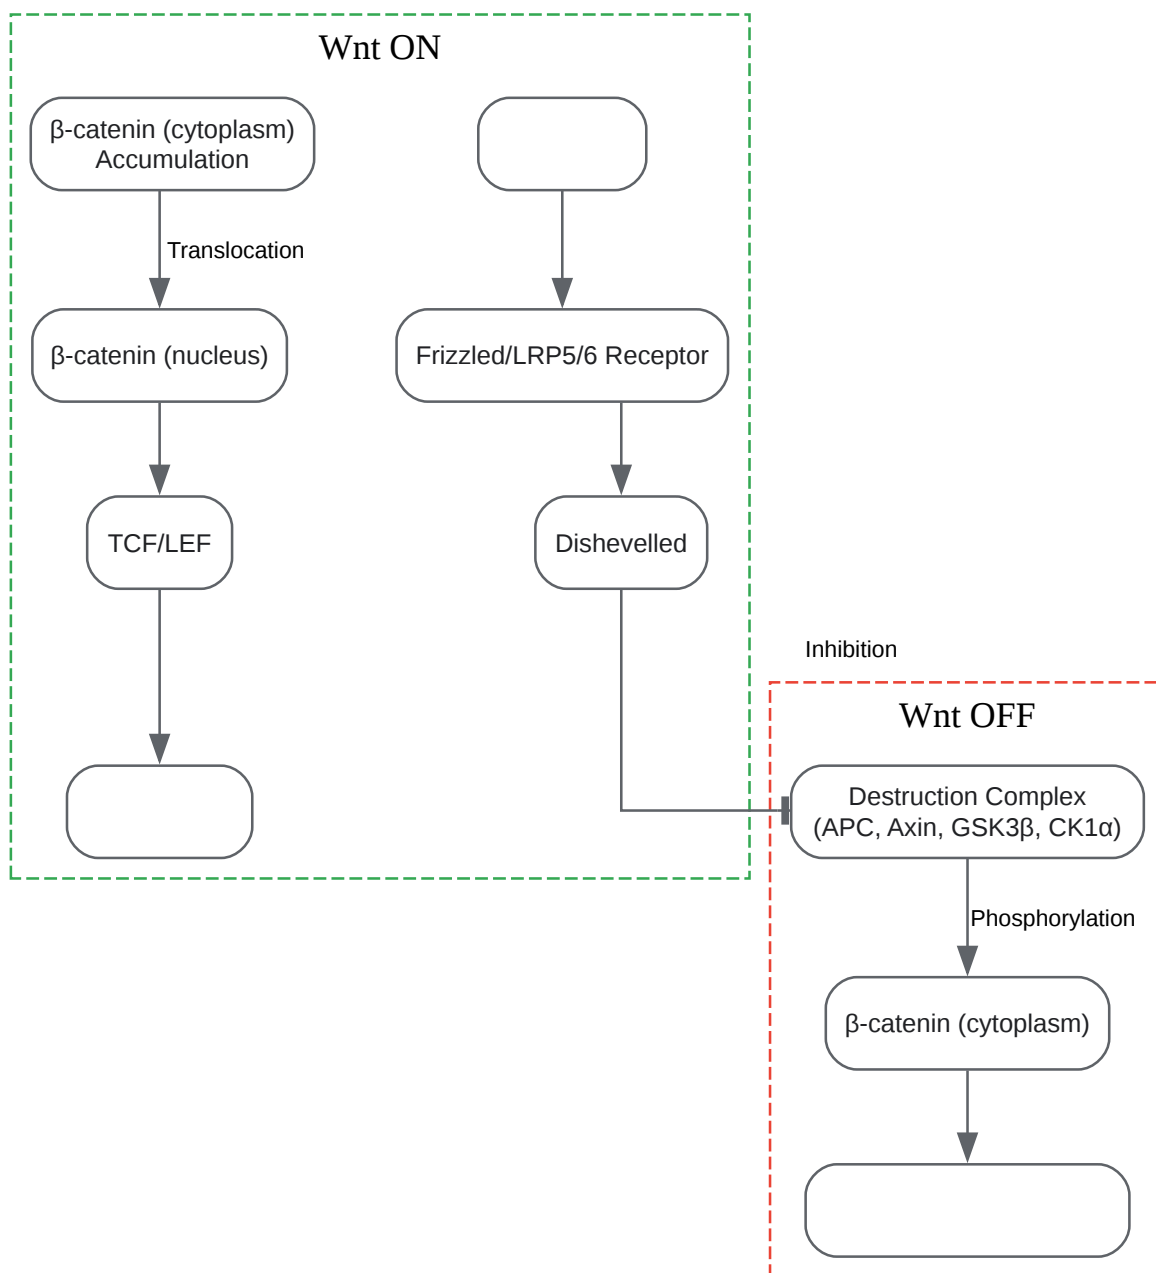 Wnt ON
β-catenin (cytoplasm)
Accumulation
Translocation
β-catenin (nucleus)
Frizzled/LRP5/6 Receptor
TCF/LEF
Dishevelled
Inhibition
Wnt OFF
Destruction Complex
(APC, Axin, GSK3β, CK1α)
Phosphorylation
β-catenin (cytoplasm)